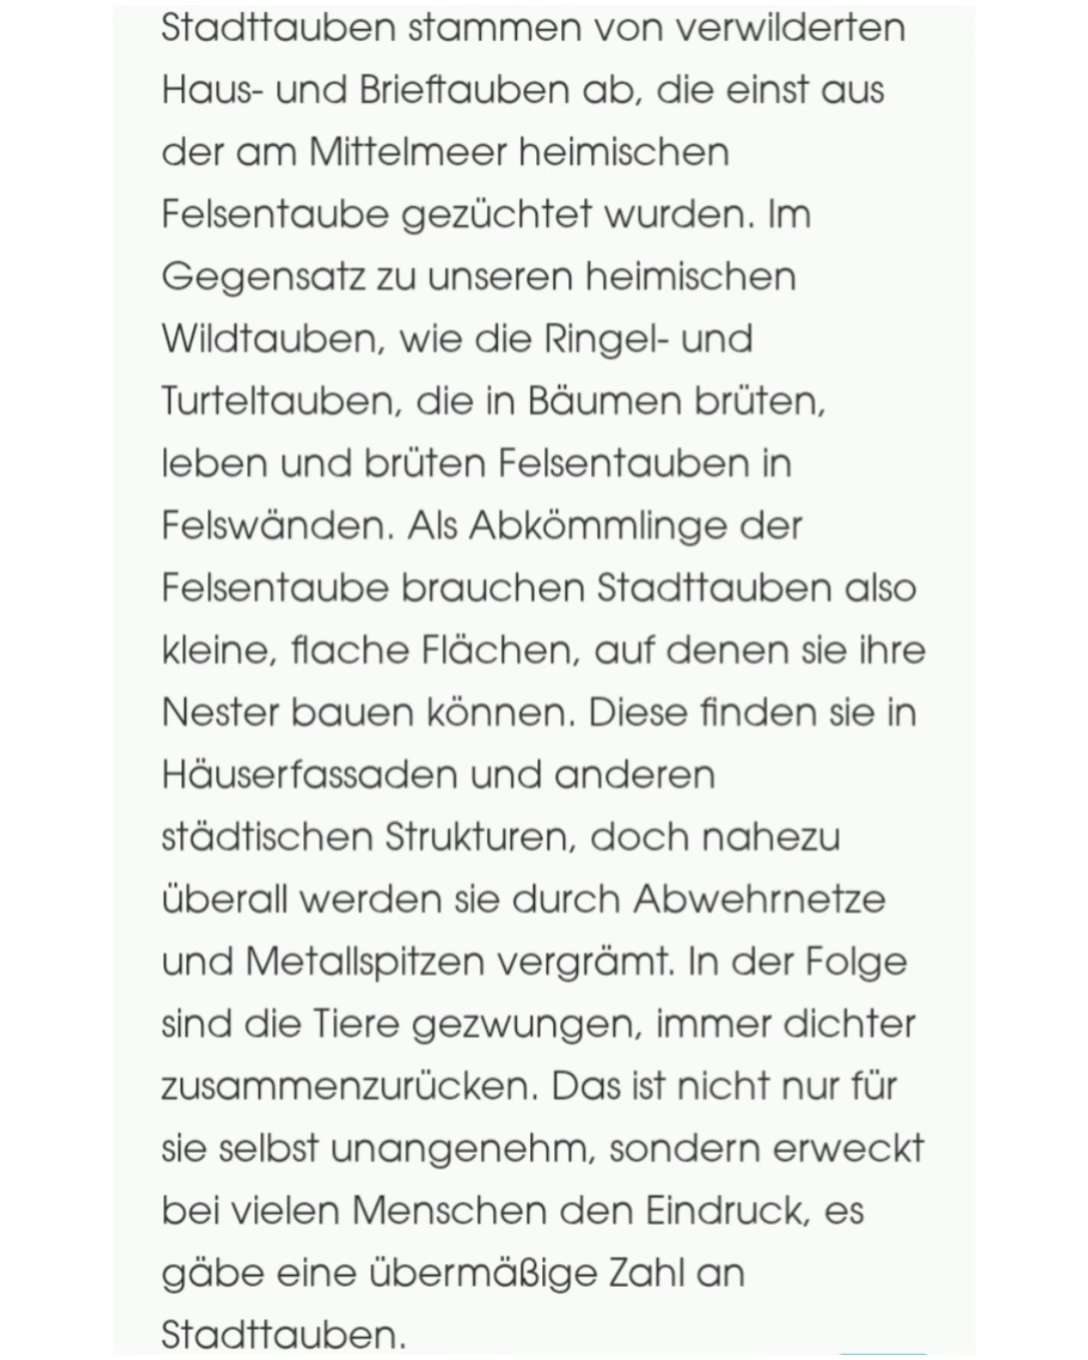 Stadttauben stammen von verwilderten
Haus- und Brieftauben ab, die einst aus
der am Mittelmeer heimischen
Felsentaube gezüchtet wurden. Im
Gegensatz zu unseren heimischen
Wildtauben, wie die Ringel- und
Turteltauben, die in Bäumen brüten,
leben und brüten Felsentauben in
Felswänden. Als Abkömmlinge der
Felsentaube brauchen Stadttauben also
kleine, flache Flächen, auf denen sie ihre
Nester bauen können. Diese finden sie in
Häuserfassaden und anderen
städtischen Strukturen, doch nahezu
überall werden sie durch Abwehrnetze
und Metallspitzen vergrämt. In der Folge
sind die Tiere gezwungen, immer dichter
zusammenzurücken. Das ist nicht nur für
sie selbst unangenehm, sondern erweckt
bei vielen Menschen den Eindruck, es
gäbe eine übermäßige Zahl an
Stadttauben.